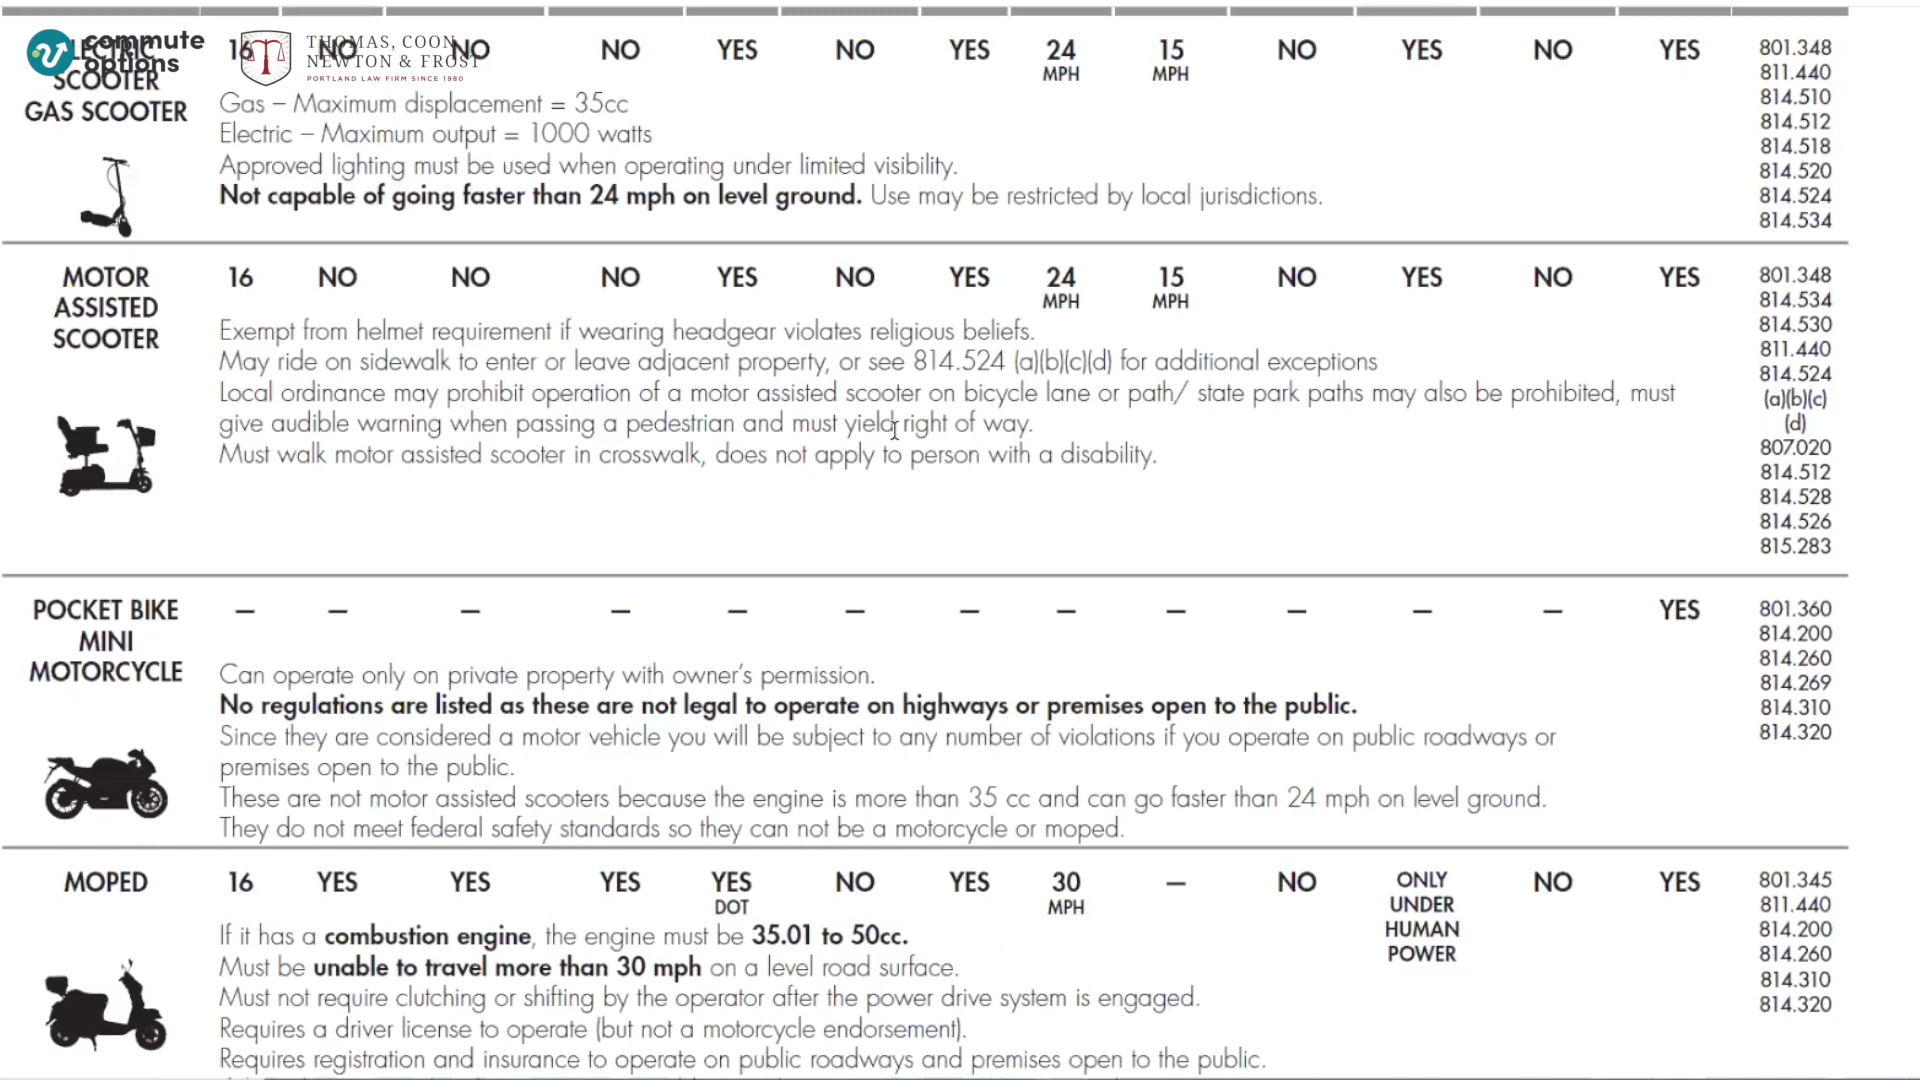 commute
options
THOMAS, COON
NEWTON & FROST
PORTLAND LAW FIRM SINCE 1980
ELECTRIC
SCOOTER
GAS SCOOTER
16 NO NO NO YES NO YES 24 MPH 15 MPH NO YES NO YES
Gas – Maximum displacement = 35cc
Electric – Maximum output = 1000 watts
Approved lighting must be used when operating under limited visibility.
Not capable of going faster than 24 mph on level ground. Use may be restricted by local jurisdictions.
801.348
811.440
814.510
814.512
814.518
814.520
814.524
814.534
MOTOR
ASSISTED
SCOOTER
16 NO NO NO YES NO YES 24 MPH 15 MPH NO YES NO YES
Exempt from helmet requirement if wearing headgear violates religious beliefs.
May ride on sidewalk to enter or leave adjacent property, or see 814.524 (a)(b)(c)(d) for additional exceptions
Local ordinance may prohibit operation of a motor assisted scooter on bicycle lane or path/ state park paths may also be prohibited, must
give audible warning when passing a pedestrian and must yield right of way.
Must walk motor assisted scooter in crosswalk, does not apply to person with a disability.
801.348
814.534
814.530
811.440
814.524
(a)(b)(c)
(d)
807.020
814.512
814.528
814.526
815.283
POCKET BIKE
MINI
MOTORCYCLE
– – – – – – – – – – – – YES
Can operate only on private property with owner's permission.
No regulations are listed as these are not legal to operate on highways or premises open to the public.
Since they are considered a motor vehicle you will be subject to any number of violations if you operate on public roadways or
premises open to the public.
These are not motor assisted scooters because the engine is more than 35 cc and can go faster than 24 mph on level ground.
They do not meet federal safety standards so they can not be a motorcycle or moped.
801.360
814.200
814.260
814.269
814.310
814.320
MOPED
16 YES YES YES YES DOT NO YES 30 MPH – NO ONLY UNDER HUMAN POWER NO YES
If it has a combustion engine, the engine must be 35.01 to 50cc.
Must be unable to travel more than 30 mph on a level road surface.
Must not require clutching or shifting by the operator after the power drive system is engaged.
Requires a driver license to operate (but not a motorcycle endorsement).
Requires registration and insurance to operate on public roadways and premises open to the public.
801.345
811.440
814.200
814.260
814.310
814.320